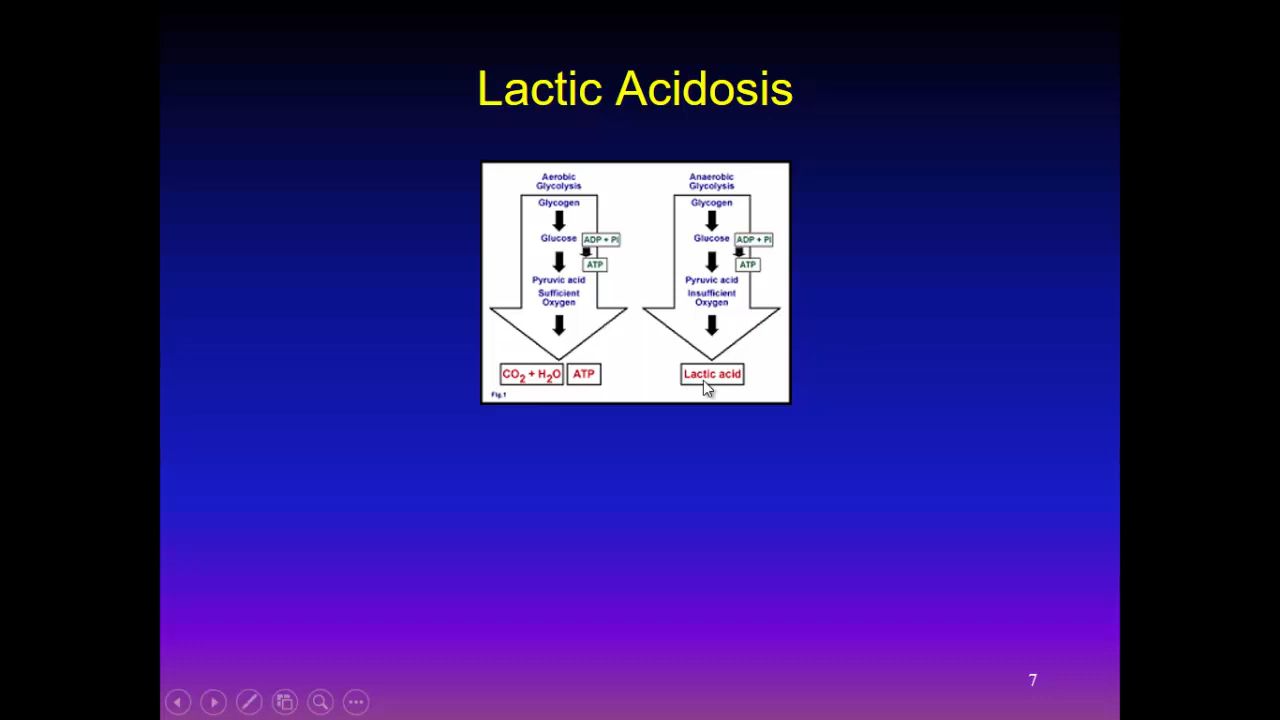 Lactic Acidosis
Aerobic
Glycolysis
Glycogen
Glucose
ADP + Pi
ATP
Pyruvic acid
Sufficient
Oxygen
CO2 + H2O
ATP
Fig.1
Anaerobic
Glycolysis
Glycogen
Glucose
ADP + Pi
ATP
Pyruvic acid
Insufficient
Oxygen
Lactic acid
7